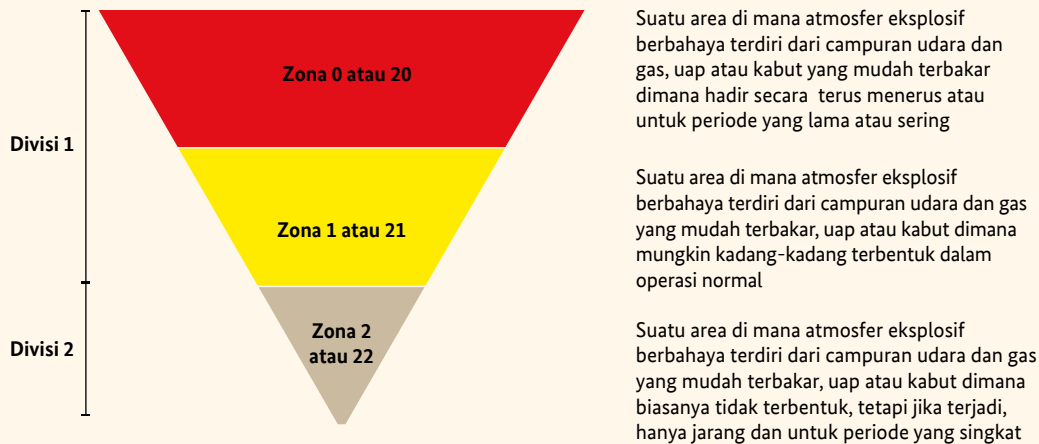 Divisi 1
Divisi 2
Zona 0 atau 20
Zona 1 atau 21
Zona 2
atau 22
Suatu area di mana atmosfer eksplosif
berbahaya terdiri dari campuran udara dan
gas, uap atau kabut yang mudah terbakar
dimana hadir secara terus menerus atau
untuk periode yang lama atau sering
Suatu area di mana atmosfer eksplosif
berbahaya terdiri dari campuran udara dan gas
yang mudah terbakar, uap atau kabut dimana
mungkin kadang-kadang terbentuk dalam
operasi normal
Suatu area di mana atmosfer eksplosif
berbahaya terdiri dari campuran udara dan gas
yang mudah terbakar, uap atau kabut dimana
biasanya tidak terbentuk, tetapi jika terjadi,
hanya jarang dan untuk periode yang singkat